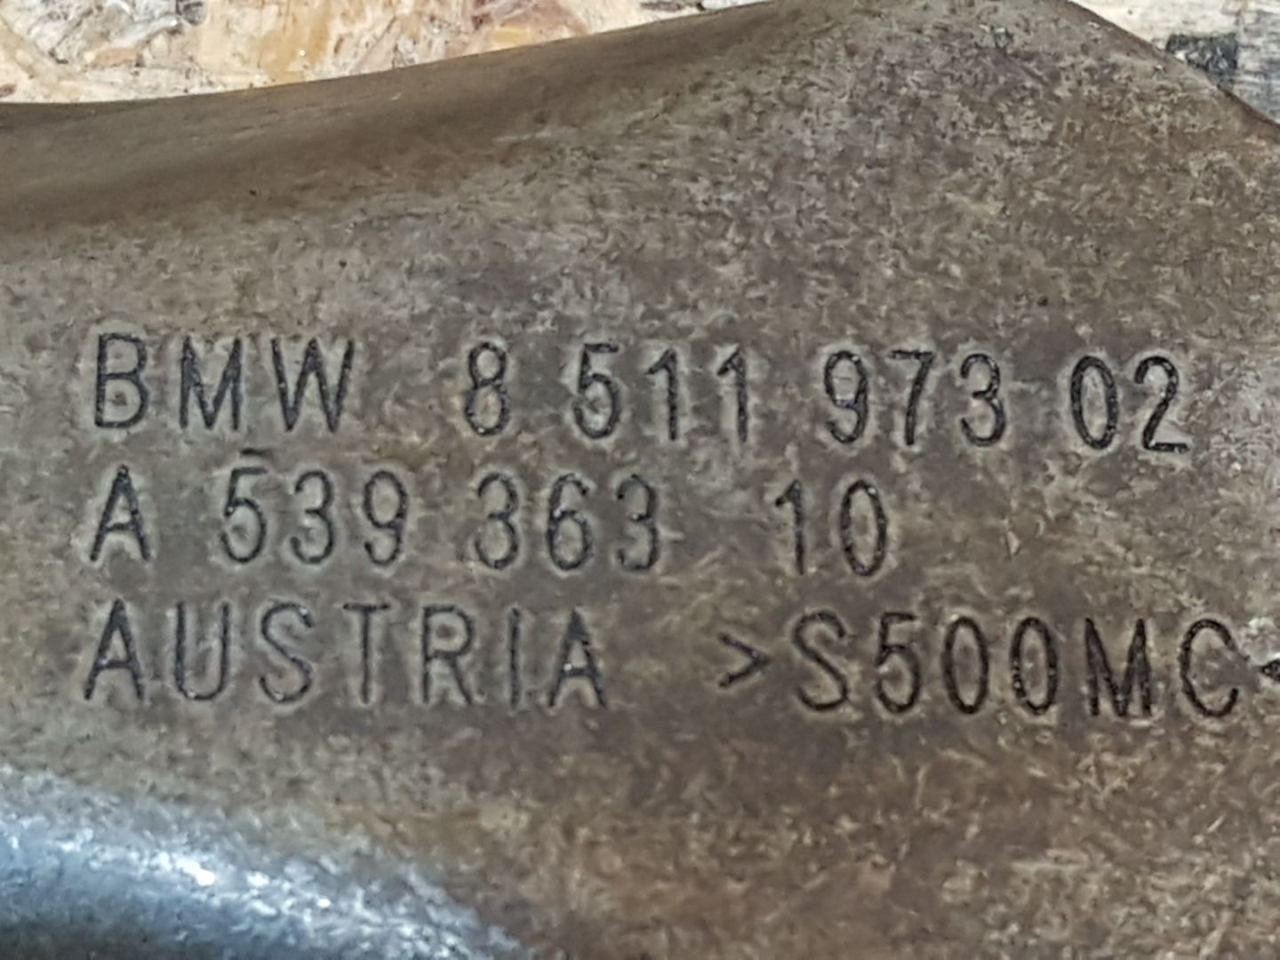 BMW 8 511 973 02
A 539 363 10
AUSTRIA >S500MC<